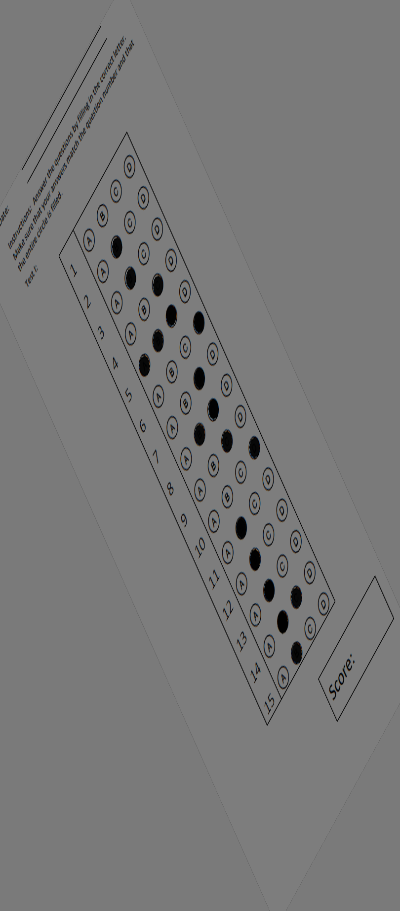 ate:
Instructions: Answer the questions by filling in the correct letter.
Make sure that your answers match the question number and that
the entire circle is filled.
Test I:
1 A B C D
2 A C D
3 A C D
4 A B D
5 D
6 A B C
7 A B D
8 A D
9 A B D
10 A B C
11 A C D
12 A C D
13 A C D
14 A D
15 A C D
Score: